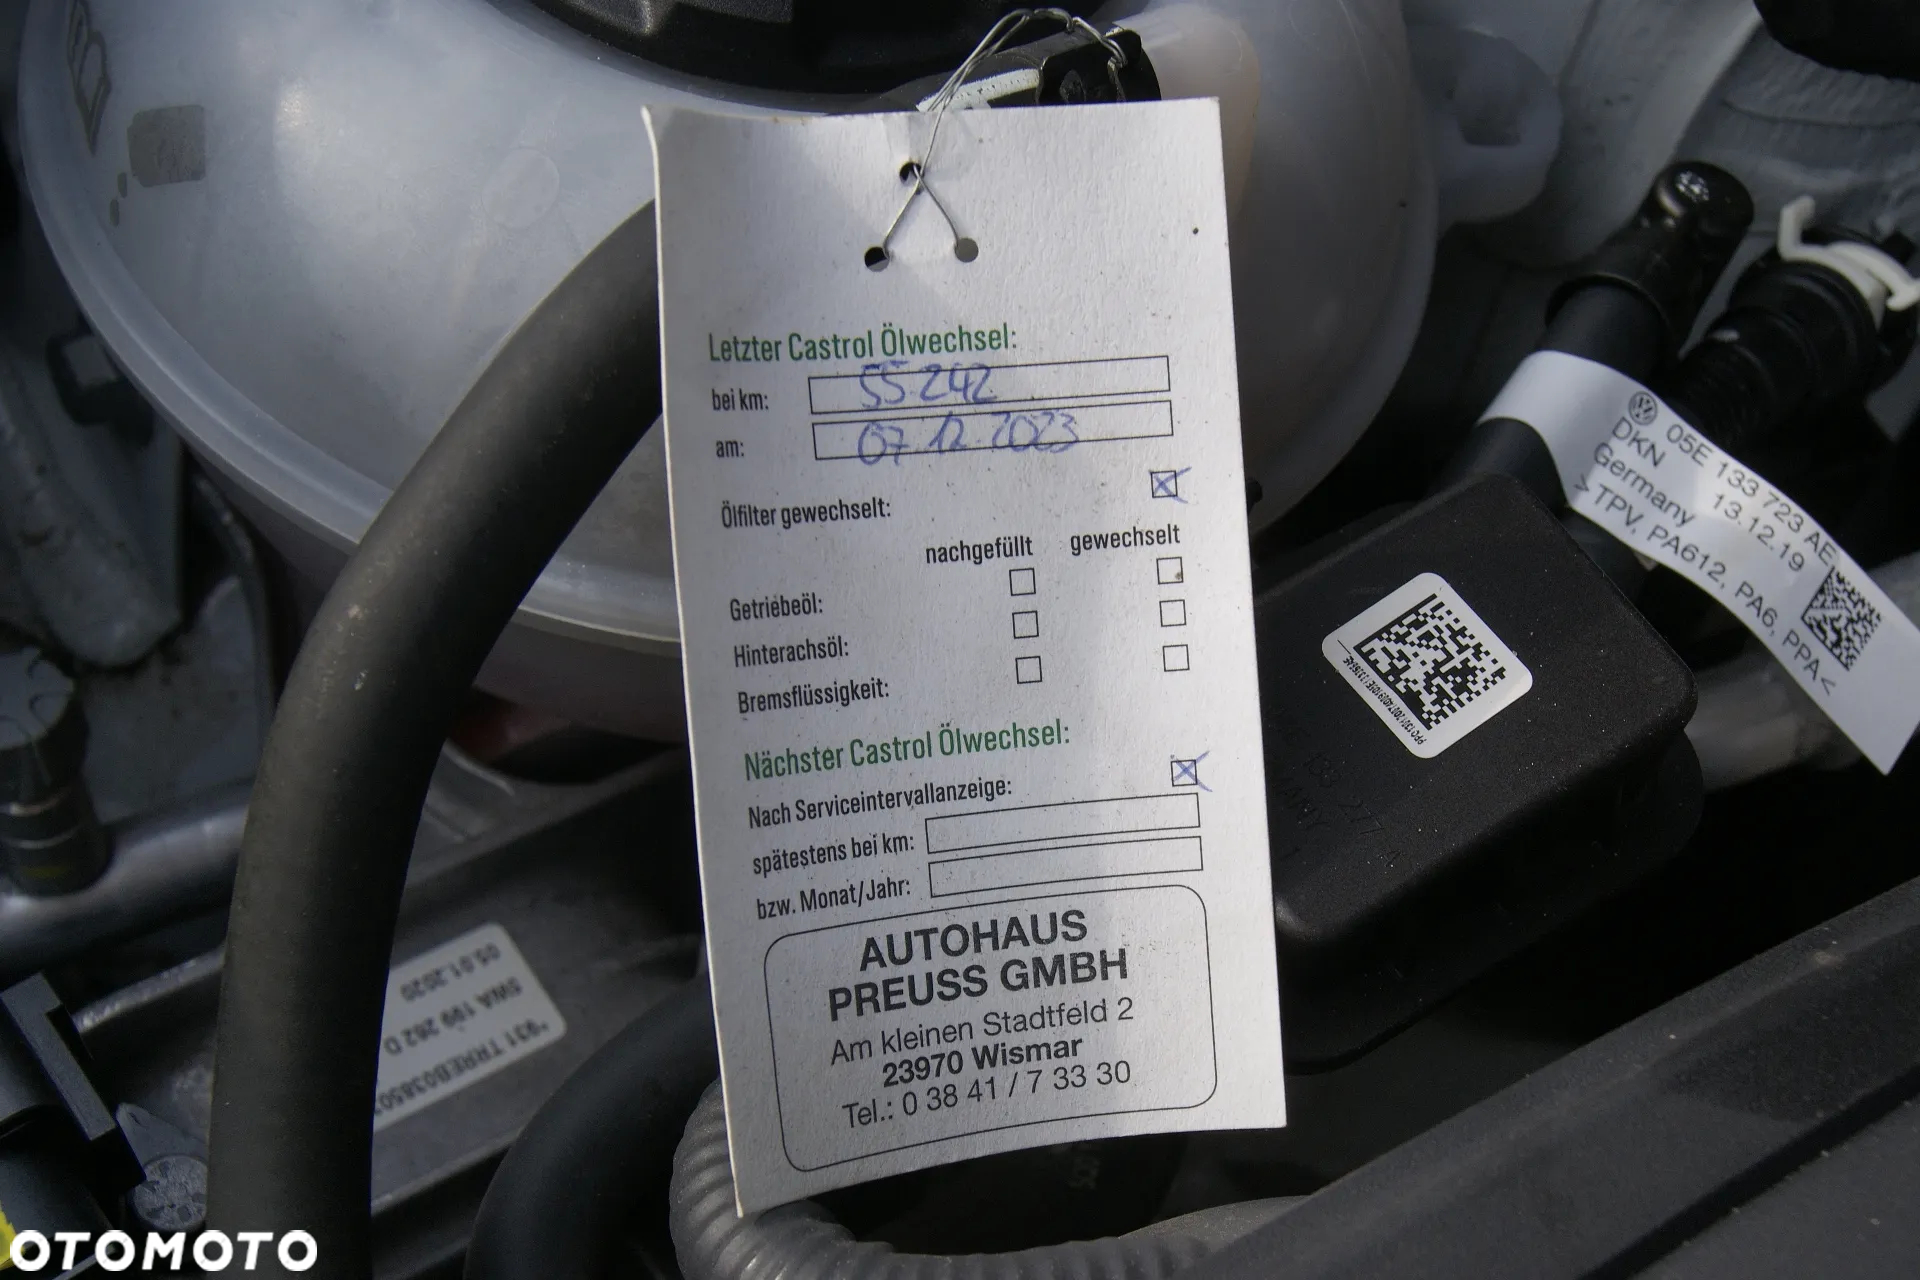 Letzter Castrol Ölwechsel:
bei km: 55 242
am: 07 12 2023
Ölfilter gewechselt:
nachgefüllt gewechselt
Getriebeöl:
Hinterachsöl:
Bremsflüssigkeit:
Nächster Castrol Ölwechsel:
Nach Serviceintervallanzeige:
spätestens bei km:
bzw. Monat/Jahr:
AUTOHAUS
PREUSS GMBH
Am kleinen Stadtfeld 2
23970 Wismar
Tel.: 0 38 41 / 7 33 30
05E 133 723 AE
DKN 13.12.19
Germany
>TPV, PA612, PA6, PPA<
5WA 199 262 D
05.01.2020
OTOMOTO